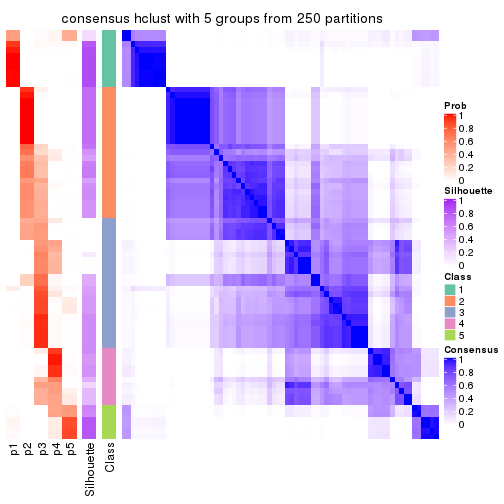 consensus hclust with 5 groups from 250 partitions
Prob
1
0.8
0.6
0.4
0.2
0
Silhouette
1
0.8
0.6
0.4
0.2
0
Class
1
2
3
4
5
Consensus
1
0.8
0.6
0.4
0.2
0
p1
p2
p3
p4
p5
Silhouette
Class